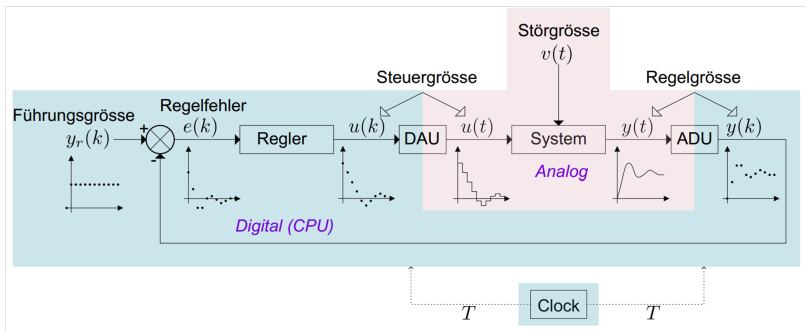 Störgrösse
v(t)
Steuergrösse
Regelgrösse
Führungsgrösse
Regelfehler
y_r(k)
+
-
e(k)
Regler
u(k)
DAU
u(t)
System
y(t)
ADU
y(k)
Analog
Digital (CPU)
T
Clock
T